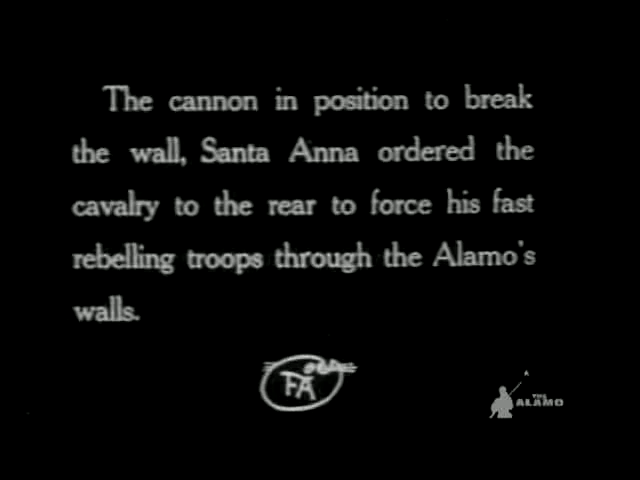 The cannon in position to break
the wall, Santa Anna ordered the
cavalry to the rear to force his fast
rebelling troops through the Alamo's
walls.
FA
THE
ALAMO